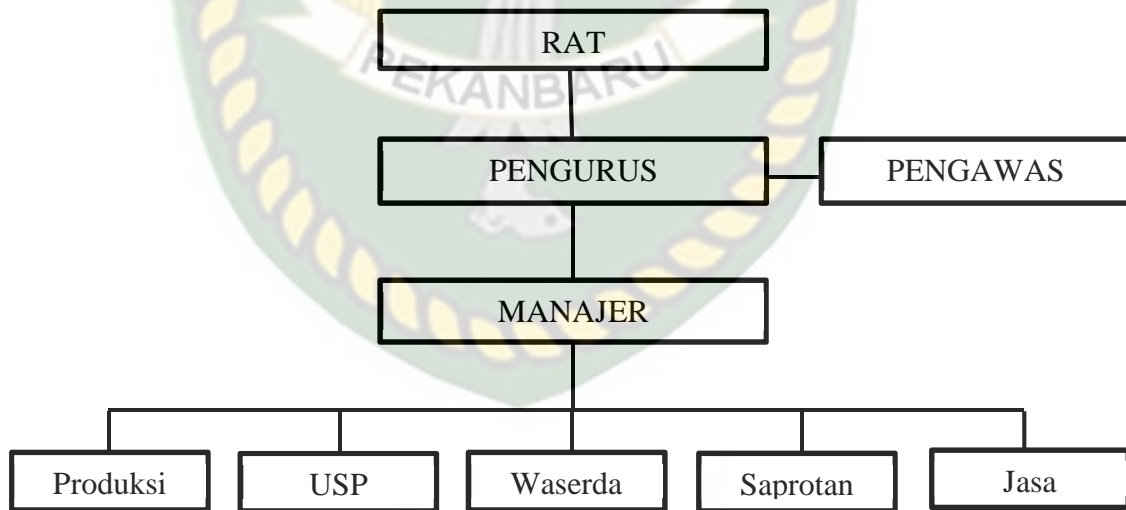 RAT
PEKANBARU
PENGURUS
PENGAWAS
MANAJER
Produksi
USP
Waserda
Saprotan
Jasa